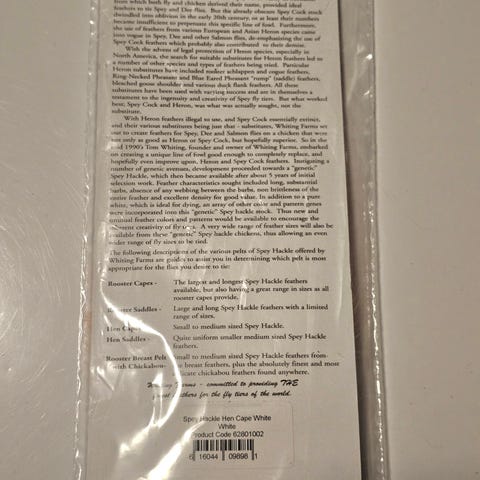 from which both fly and chicken derived their name, provided ideal
feathers to tie Spey and Dee flies. But the already obscure Spey Cock stock
dwindled into oblivion in the early 20th century, or at least their numbers
became insufficient to perpetuate this specific line of fowl. Furthermore,
the use of feathers from various European and Asian Heron species came
into vogue in Spey, Dee and other Salmon flies, de-emphasizing the use of
Spey Cock feathers which probably also contributed to their demise.
With the advent of legal protection of Heron species, especially in
North America, the search for suitable substitutes for Heron feathers led to
a number of other species and types of feathers being tried. Particular
Heron substitutes have included rooster schlappen and coque feathers,
Ring-Necked Pheasant and Blue Eared Pheasant "rump" (saddle) feathers,
bleached goose shoulder and various duck flank feathers. All these
substitutes have been used with varying success and are in themselves a
testament to the ingenuity and creativity of Spey fly tiers. But what worked
best, Spey Cock and Heron, was what was actually sought, not the
substitute.
With Heron feathers illegal to use, and Spey Cock essentially extinct,
and their various substitutes being just that - substitutes, Whiting Farms set
out to create feathers for Spey, Dee and Salmon flies on a chicken that were
not only as good as Heron or Spey Cock, but hopefully superior. So in the
mid 1990's Tom Whiting, founder and owner of Whiting Farms, embarked
on creating a unique line of fowl good enough to completely replace, and
hopefully even improve upon, Heron and Spey Cock feathers. Instigating a
number of genetic avenues, development proceeded towards a "genetic"
Spey Hackle, which then became available after about 5 years of initial
selection work. Feather characteristics sought included long, substantial
barbs, absence of any webbing between the barbs, non brittleness of the
entire feather and excellent density for good value. In addition to a pure
white, which is ideal for dying, an array of other color and pattern genes
were incorporated into this "genetic" Spey hackle stock. Thus new and
unusual feather colors and patterns would be available to encourage the
inherent creativity of fly tiers. A very wide range of feather sizes will also be
available from these "genetic" Spey hackle chickens, thus allowing an even
wider range of fly sizes to be tied.
The following descriptions of the various pelts of Spey Hackle offered by
Whiting Farms are guides to assist you in determining which pelt is most
appropriate for the flies you desire to tie:
Rooster Capes - The largest and longest Spey Hackle feathers
available, but also having a great range in sizes as all
rooster capes provide.
Rooster Saddles - Large and long Spey Hackle feathers with a limited
range of sizes.
Hen Capes - Small to medium sized Spey Hackle.
Hen Saddles - Quite uniform smaller medium sized Spey Hackle
feathers.
Rooster Breast Pelt Small to medium sized Spey Hackle feathers from
with Chickabou- the breast feathers, plus the absolutely finest and most
delicate chickabou feathers found anywhere.
Whiting Farms - committed to providing THE
finest feathers for the fly tiers of the world.
Spey Hackle Hen Cape White
White
Product Code 62801002
6 16044 09898 1